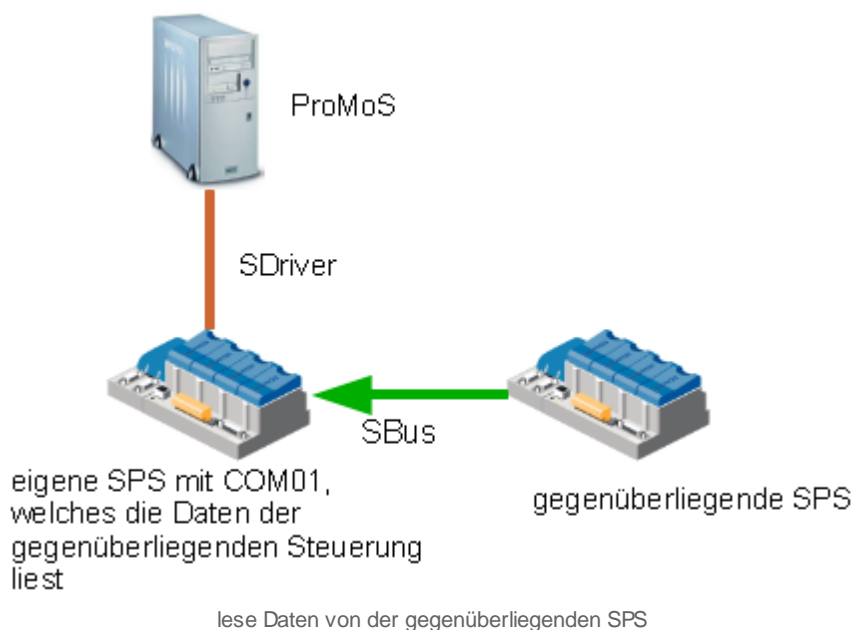 ProMoS
SDriver
SBus
eigene SPS mit COM01,
welches die Daten der
gegenüberliegenden Steuerung
liest
gegenüberliegende SPS
lese Daten von der gegenüberliegenden SPS